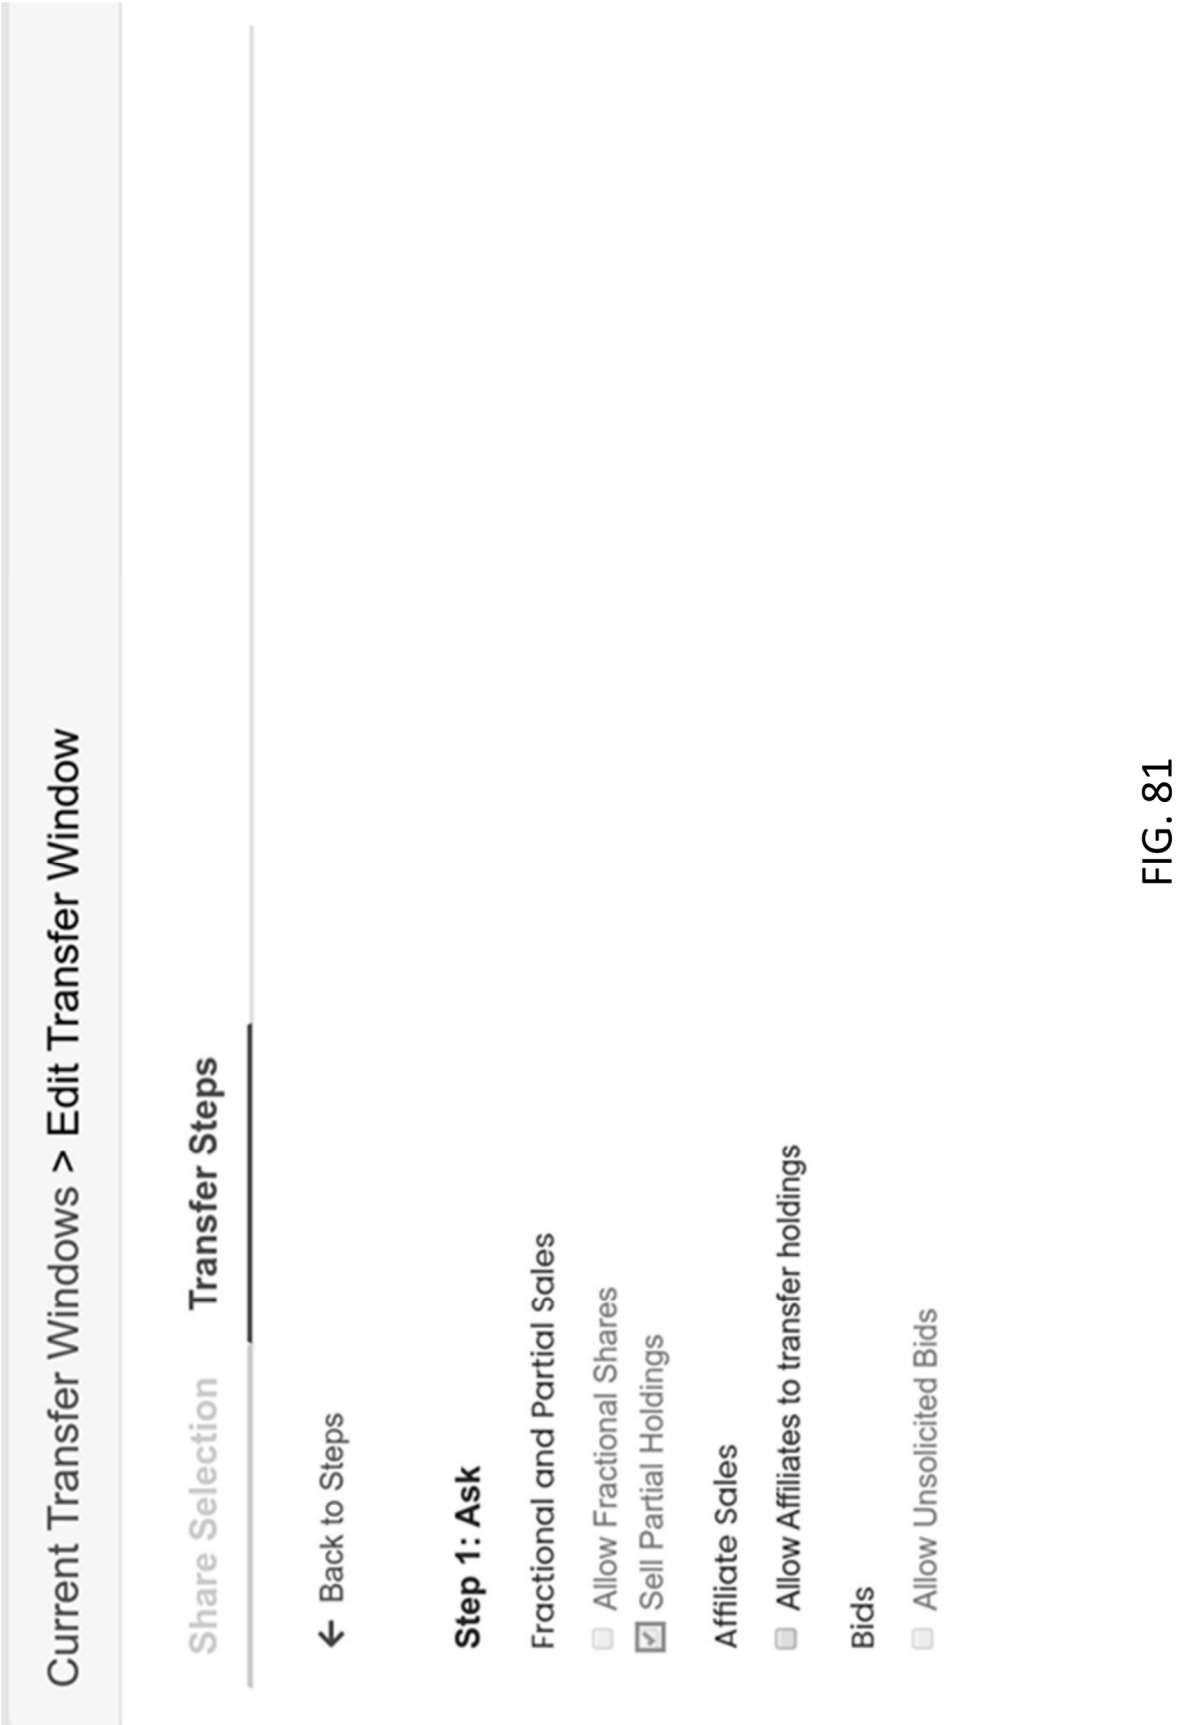 Current Transfer Windows > Edit Transfer Window
Share Selection Transfer Steps
← Back to Steps
Step 1: Ask
Fractional and Partial Sales
Allow Fractional Shares
Sell Partial Holdings
Affiliate Sales
Allow Affiliates to transfer holdings
Bids
Allow Unsolicited Bids
FIG. 81